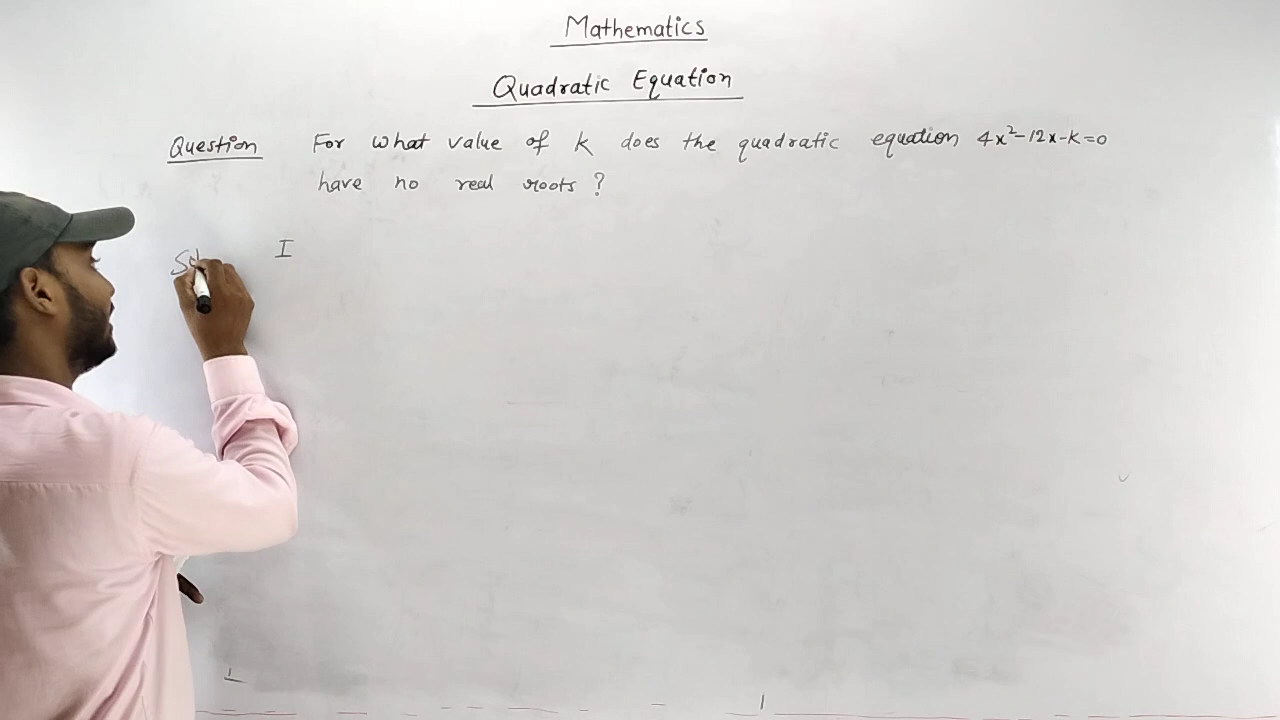 Mathematics
Quadratic Equation
Question For what value of k does the quadratic equation 4x²-12x-k=0
have no real roots ?
I